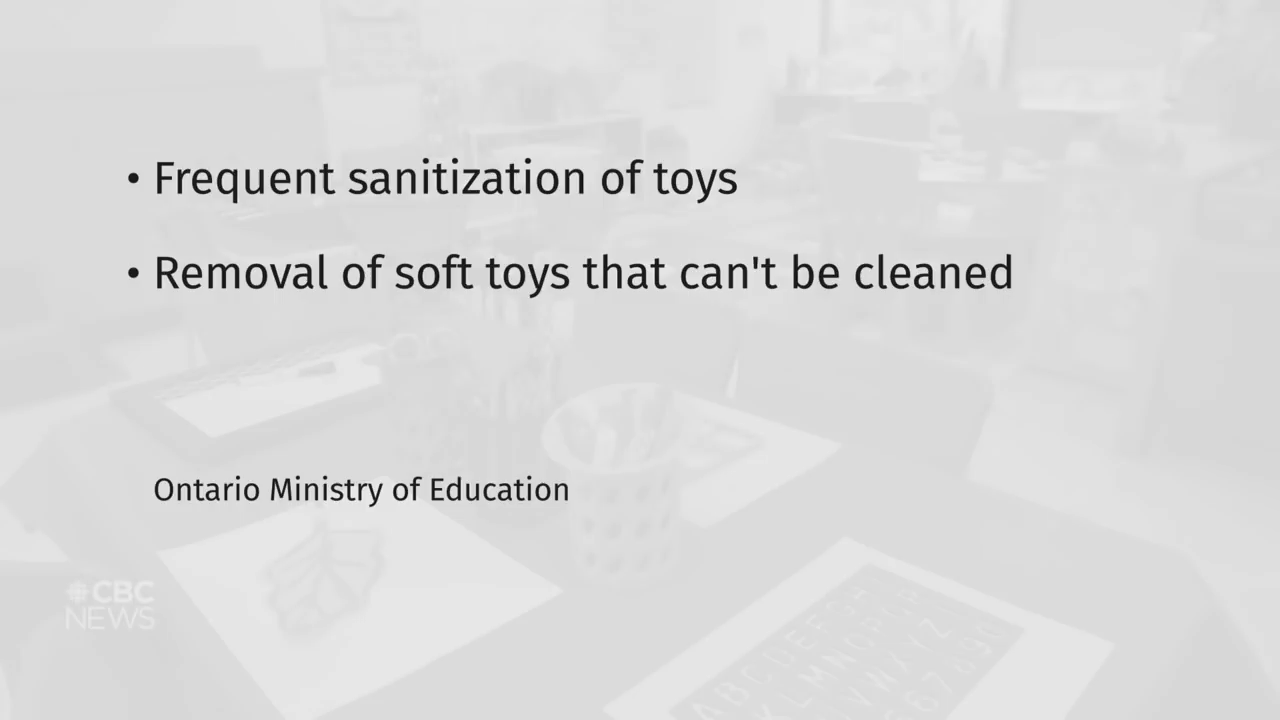 • Frequent sanitization of toys
• Removal of soft toys that can't be cleaned
Ontario Ministry of Education
CBC
NEWS